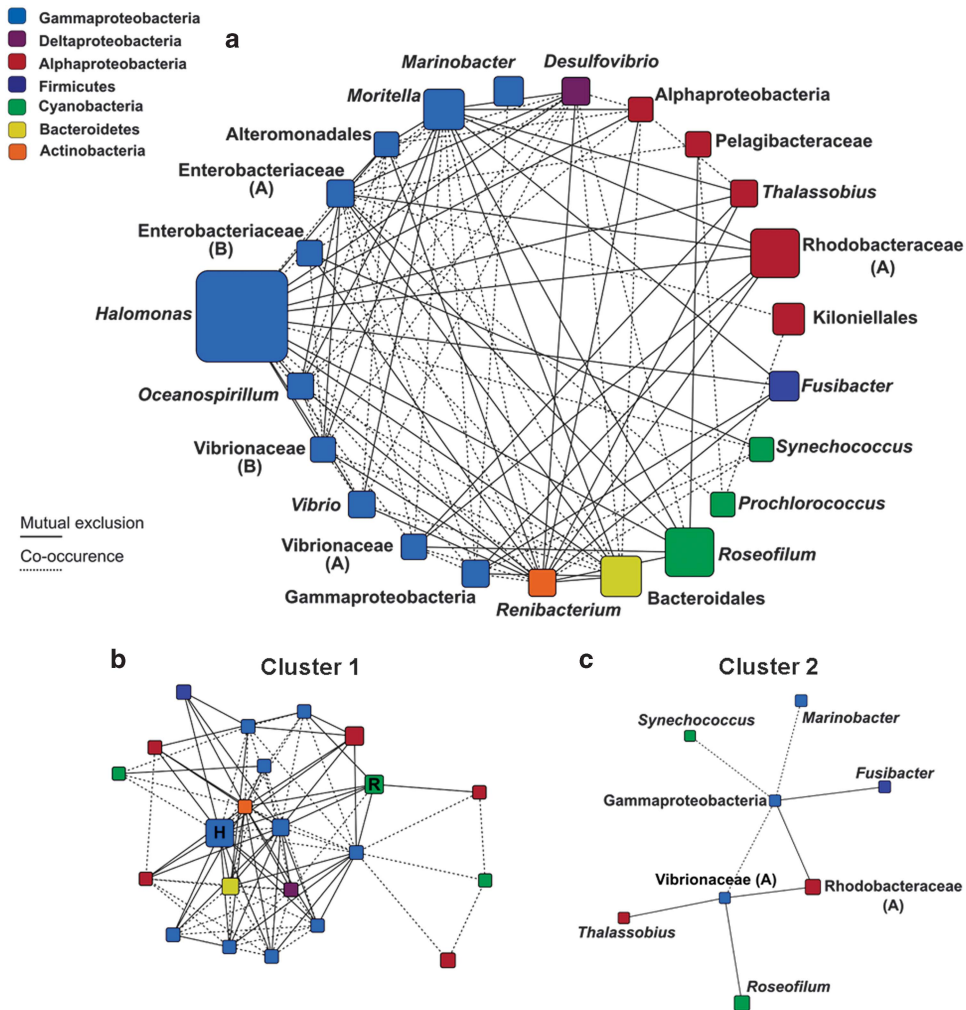 Gammaproteobacteria
Deltaproteobacteria
Alphaproteobacteria
Firmicutes
Cyanobacteria
Bacteroidetes
Actinobacteria
a
Marinobacter
Desulfovibrio
Moritella
Alphaproteobacteria
Alteromonadales
Pelagibacteraceae
Enterobacteriaceae
(A)
Thalassobius
Enterobacteriaceae
(B)
Rhodobacteraceae
(A)
Halomonas
Kiloniellales
Oceanospirillum
Fusibacter
Vibrionaceae
(B)
Synechococcus
Vibrio
Prochlorococcus
Vibrionaceae
(A)
Roseofilum
Gammaproteobacteria
Renibacterium
Bacteroidales
Mutual exclusion
Co-occurence
b
Cluster 1
R
H
c
Cluster 2
Synechococcus
Marinobacter
Fusibacter
Gammaproteobacteria
Vibrionaceae (A)
Rhodobacteraceae
(A)
Thalassobius
Roseofilum